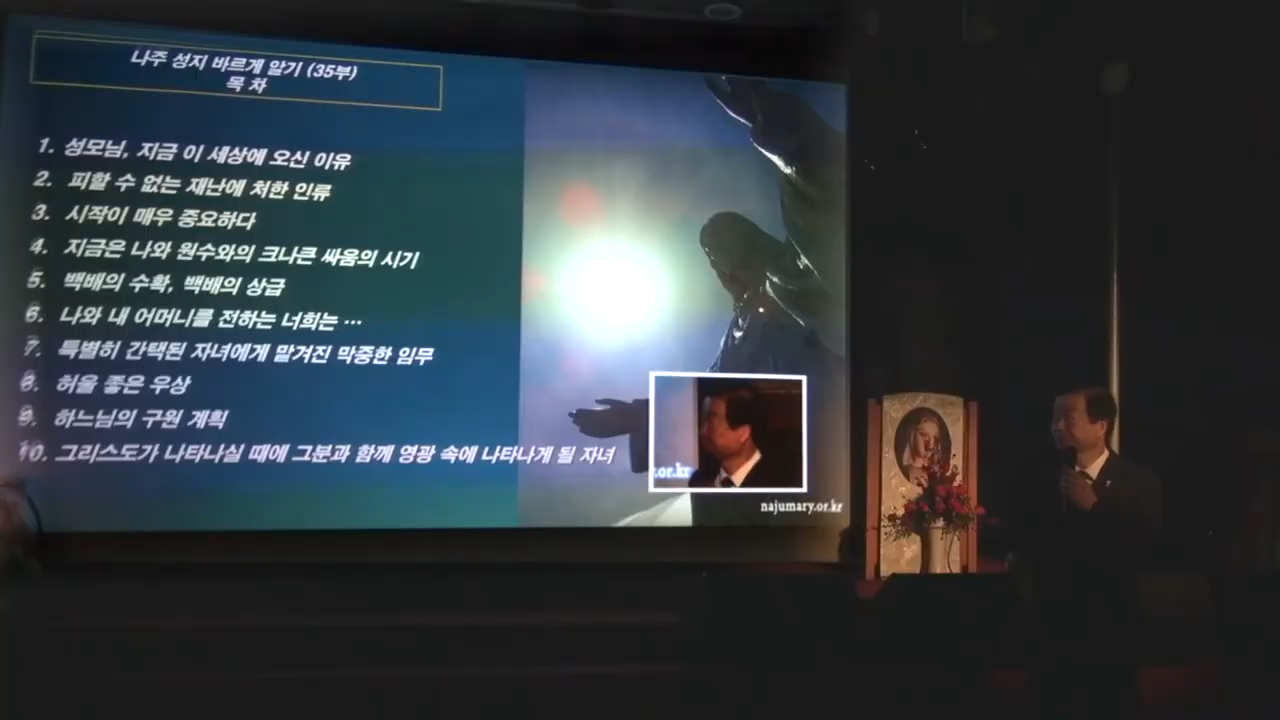 나주 성지 바르게 알기 (35부)
목 차
1. 성모님, 지금 이 세상에 오신 이유
2. 피할 수 없는 재난에 처한 인류
3. 시작이 매우 중요하다
4. 지금은 나와 원수와의 크나큰 싸움의 시기
5. 백배의 수확, 백배의 상급
6. 나와 내 어머니를 전하는 너희는 …
7. 특별히 간택된 자녀에게 맡겨진 막중한 임무
8. 허울 좋은 우상
9. 하느님의 구원 계획
10. 그리스도가 나타나실 때에 그분과 함께 영광 속에 나타나게 될 자녀
.or.kr
najumary.or.kr